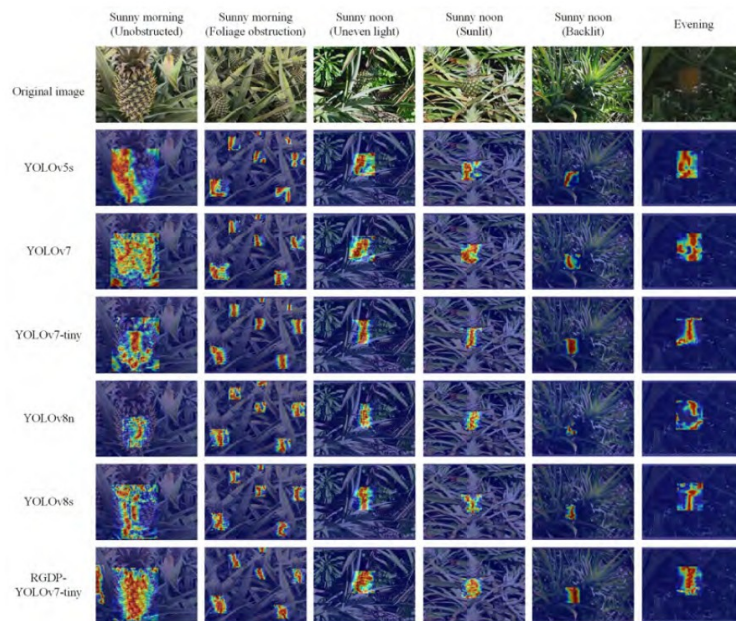 Sunny morning
(Unobstructed)
Sunny morning
(Foliage obstruction)
Sunny noon
(Uneven light)
Sunny noon
(Sunlit)
Sunny noon
(Backlit)
Evening
Original image
YOLOv5s
YOLOv7
YOLOv7-tiny
YOLOv8n
YOLOv8s
RGDP-
YOLOv7-tiny